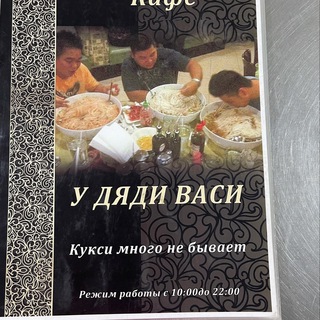 Кафе
У ДЯДИ ВАСИ
Кукси много не бывает
Режим работы с 10:00до 22:00